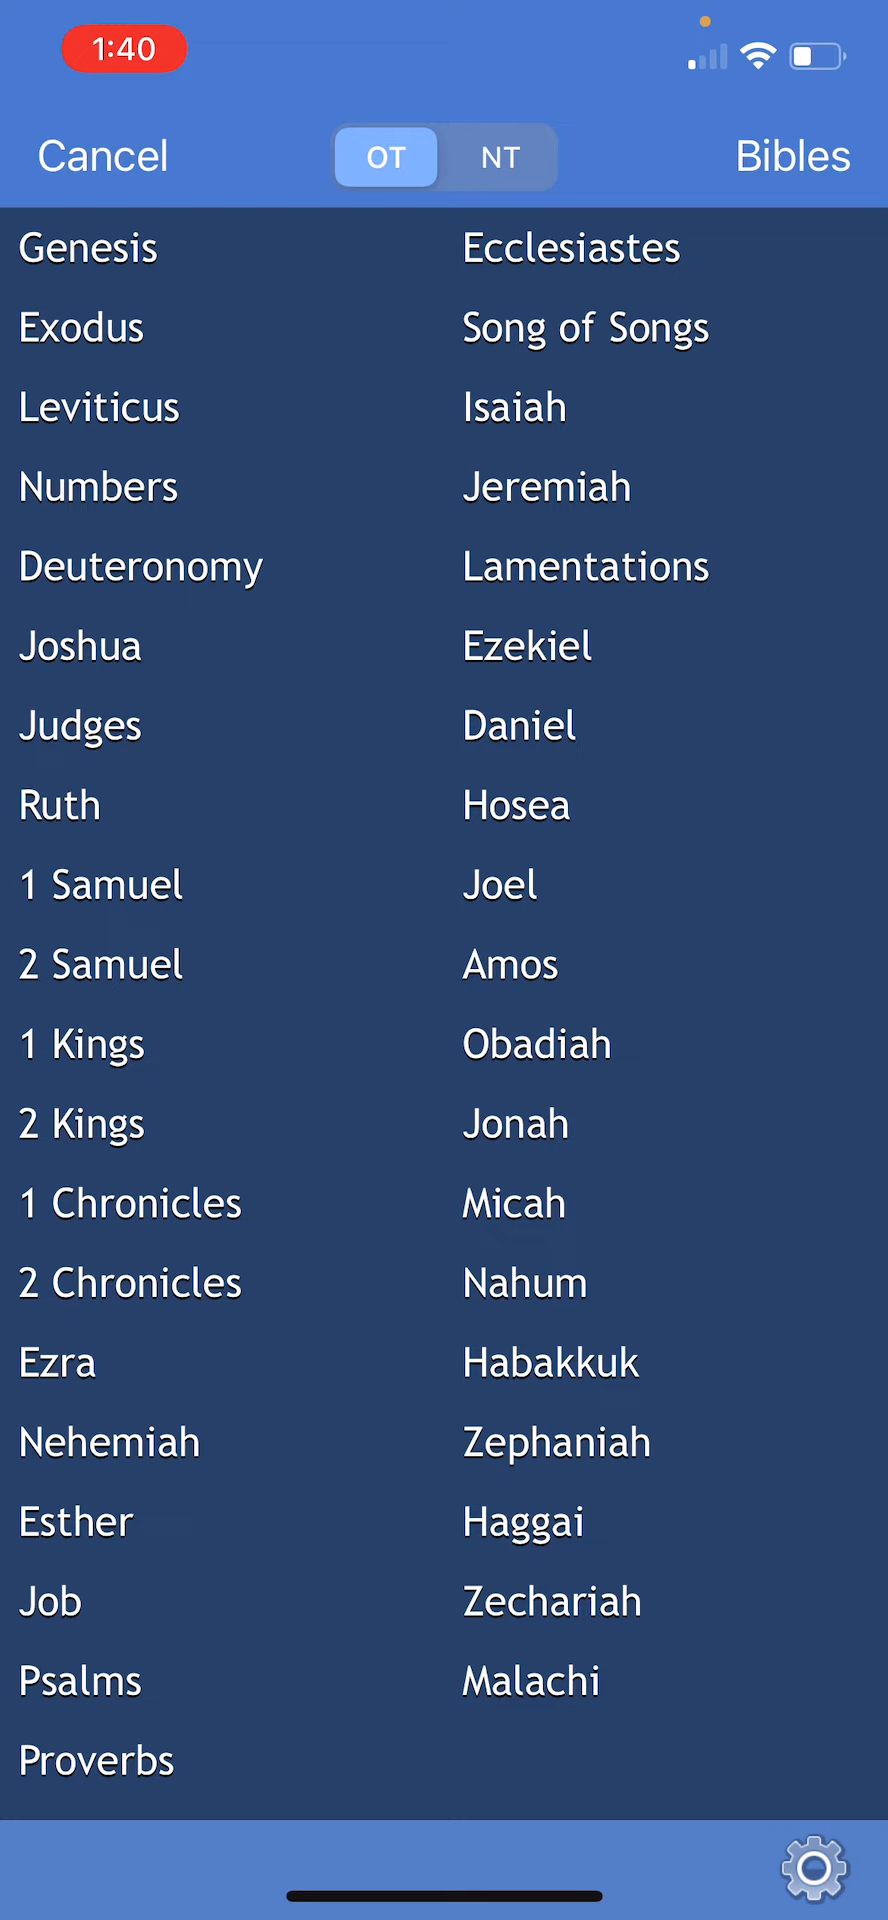 1:40
Cancel
OT
NT
Bibles
Genesis
Exodus
Leviticus
Numbers
Deuteronomy
Joshua
Judges
Ruth
1 Samuel
2 Samuel
1 Kings
2 Kings
1 Chronicles
2 Chronicles
Ezra
Nehemiah
Esther
Job
Psalms
Proverbs
Ecclesiastes
Song of Songs
Isaiah
Jeremiah
Lamentations
Ezekiel
Daniel
Hosea
Joel
Amos
Obadiah
Jonah
Micah
Nahum
Habakkuk
Zephaniah
Haggai
Zechariah
Malachi